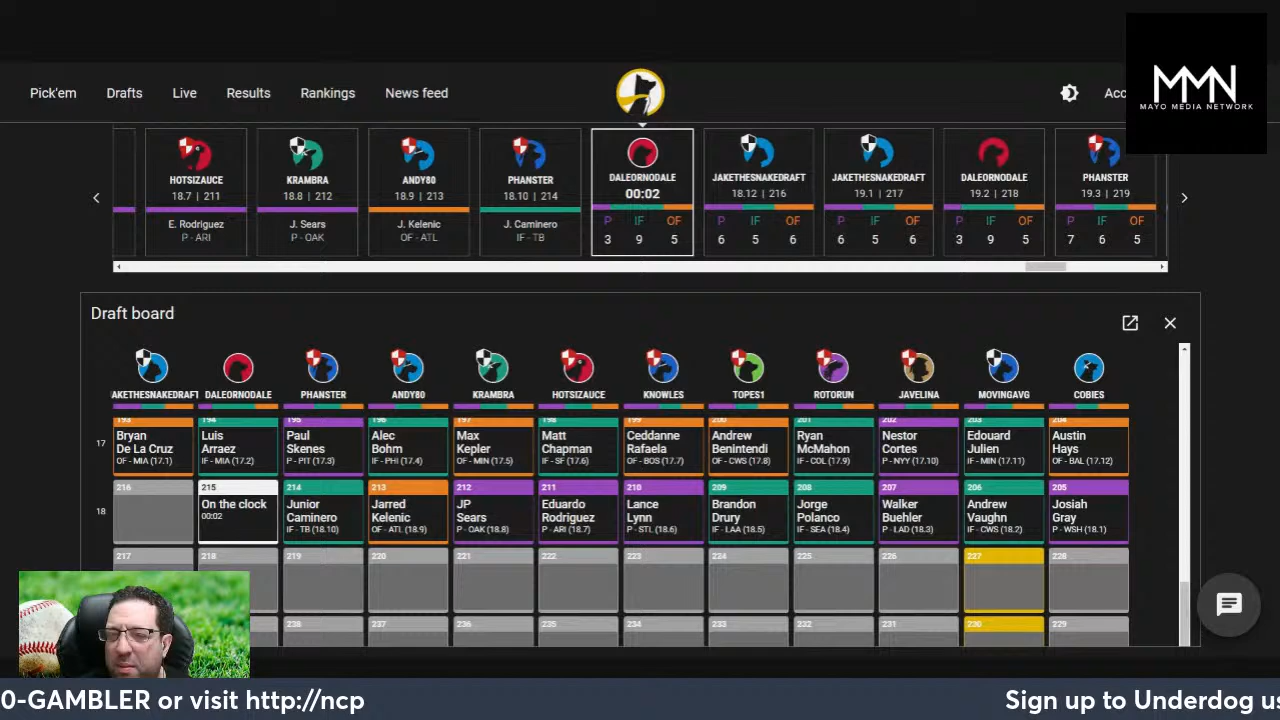 MMN
MAYO MEDIA NETWORK
Pick'em Drafts Live Results Rankings News feed Acc
HOTSIZAUCE KRAMBRA ANDY80 PHANSTER DALEORNODALE JAKETHESNAKEDRAFT JAKETHESNAKEDRAFT DALEORNODALE PHANSTER
18.7 | 211 18.8 | 212 18.9 | 213 18.10 | 214 00:02 18.12 | 216 19.1 | 217 19.2 | 218 19.3 | 219
E. Rodriguez J. Sears J. Kelenic J. Caminero P IF OF P IF OF P IF OF P IF OF P IF OF
P - ARI P - OAK OF - ATL IF - TB 3 9 5 6 5 6 6 5 6 3 9 5 7 6 5
Draft board
AKETHESNAKEDRAFT DALEORNODALE PHANSTER ANDY80 KRAMBRA HOTSIZAUCE KNOWLES TOPES1 ROTORUN JAVELINA MOVINGAVG COBIES
193 194 195 196 197 198 199 200 201 202 203 204
17 Bryan Luis Paul Alec Max Matt Ceddanne Andrew Ryan Nestor Edouard Austin
De La Cruz Arraez Skenes Bohm Kepler Chapman Rafaela Benintendi McMahon Cortes Julien Hays
OF - MIA (17.1) IF - MIA (17.2) P - PIT (17.3) IF - PHI (17.4) OF - MIN (17.5) IF - SF (17.6) OF - BOS (17.7) OF - CWS (17.8) IF - COL (17.9) P - NYY (17.10) IF - MIN (17.11) OF - BAL (17.12)
216 215 214 213 212 211 210 209 208 207 206 205
18 On the clock Junior Jarred JP Eduardo Lance Brandon Jorge Walker Andrew Josiah
00:02 Caminero Kelenic Sears Rodriguez Lynn Drury Polanco Buehler Vaughn Gray
IF - TB (18.10) OF - ATL (18.9) P - OAK (18.8) P - ARI (18.7) P - STL (18.6) IF - LAA (18.5) IF - SEA (18.4) P - LAD (18.3) IF - CWS (18.2) P - WSH (18.1)
217 218 219 220 221 222 223 224 225 226 227 228
238 237 236 235 234 233 232 231 230 229
0-GAMBLER or visit http://ncp Sign up to Underdog us